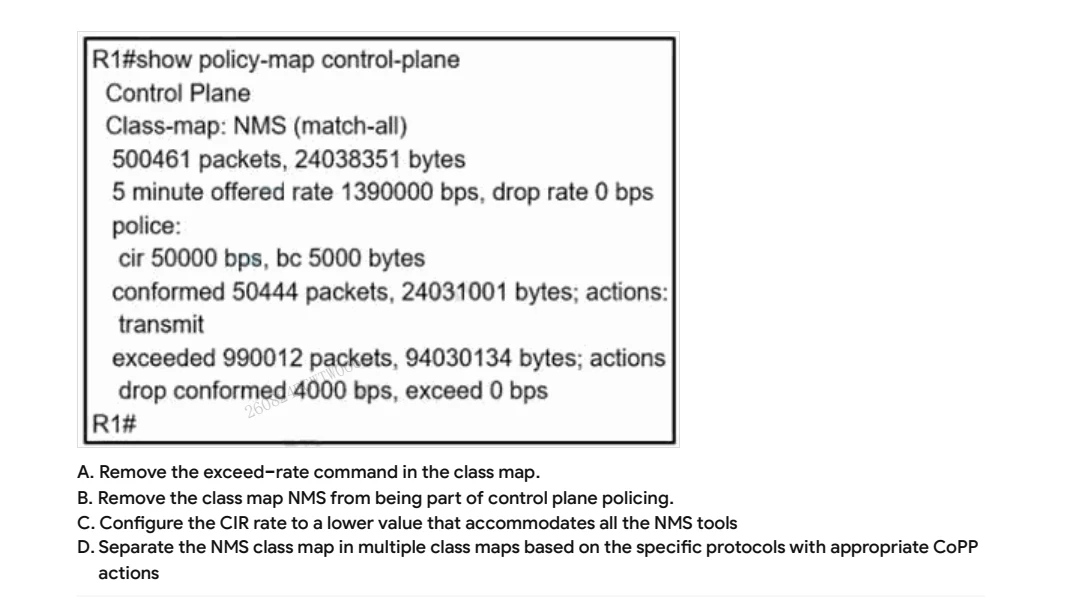 R1#show policy-map control-plane
Control Plane
Class-map: NMS (match-all)
500461 packets, 24038351 bytes
5 minute offered rate 1390000 bps, drop rate 0 bps
police:
cir 50000 bps, bc 5000 bytes
conformed 50444 packets, 24031001 bytes; actions:
transmit
exceeded 990012 packets, 94030134 bytes; actions
drop conformed 4000 bps, exceed 0 bps
R1#
A. Remove the exceed-rate command in the class map.
B. Remove the class map NMS from being part of control plane policing.
C. Configure the CIR rate to a lower value that accommodates all the NMS tools
D. Separate the NMS class map in multiple class maps based on the specific protocols with appropriate CoPP
actions